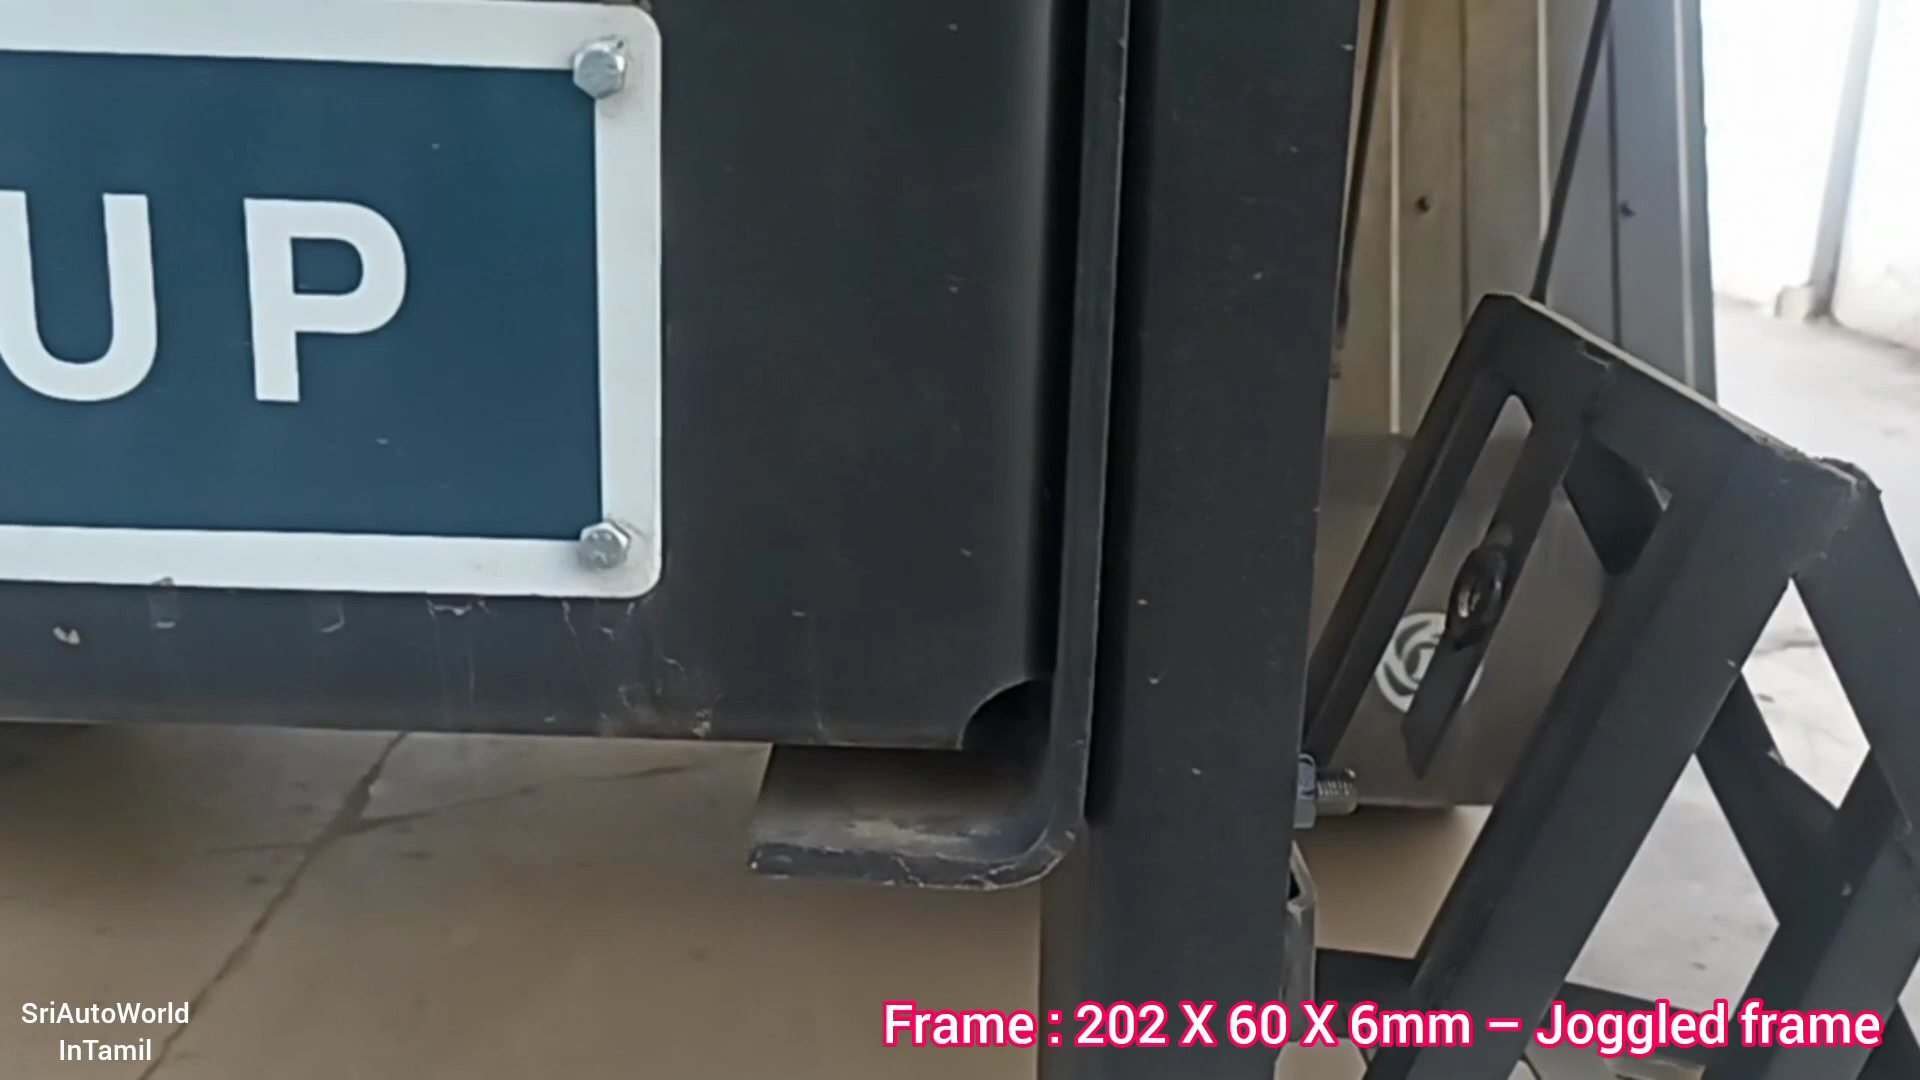 UP
SriAutoWorld
InTamil
Frame : 202 X 60 X 6mm – Joggled frame